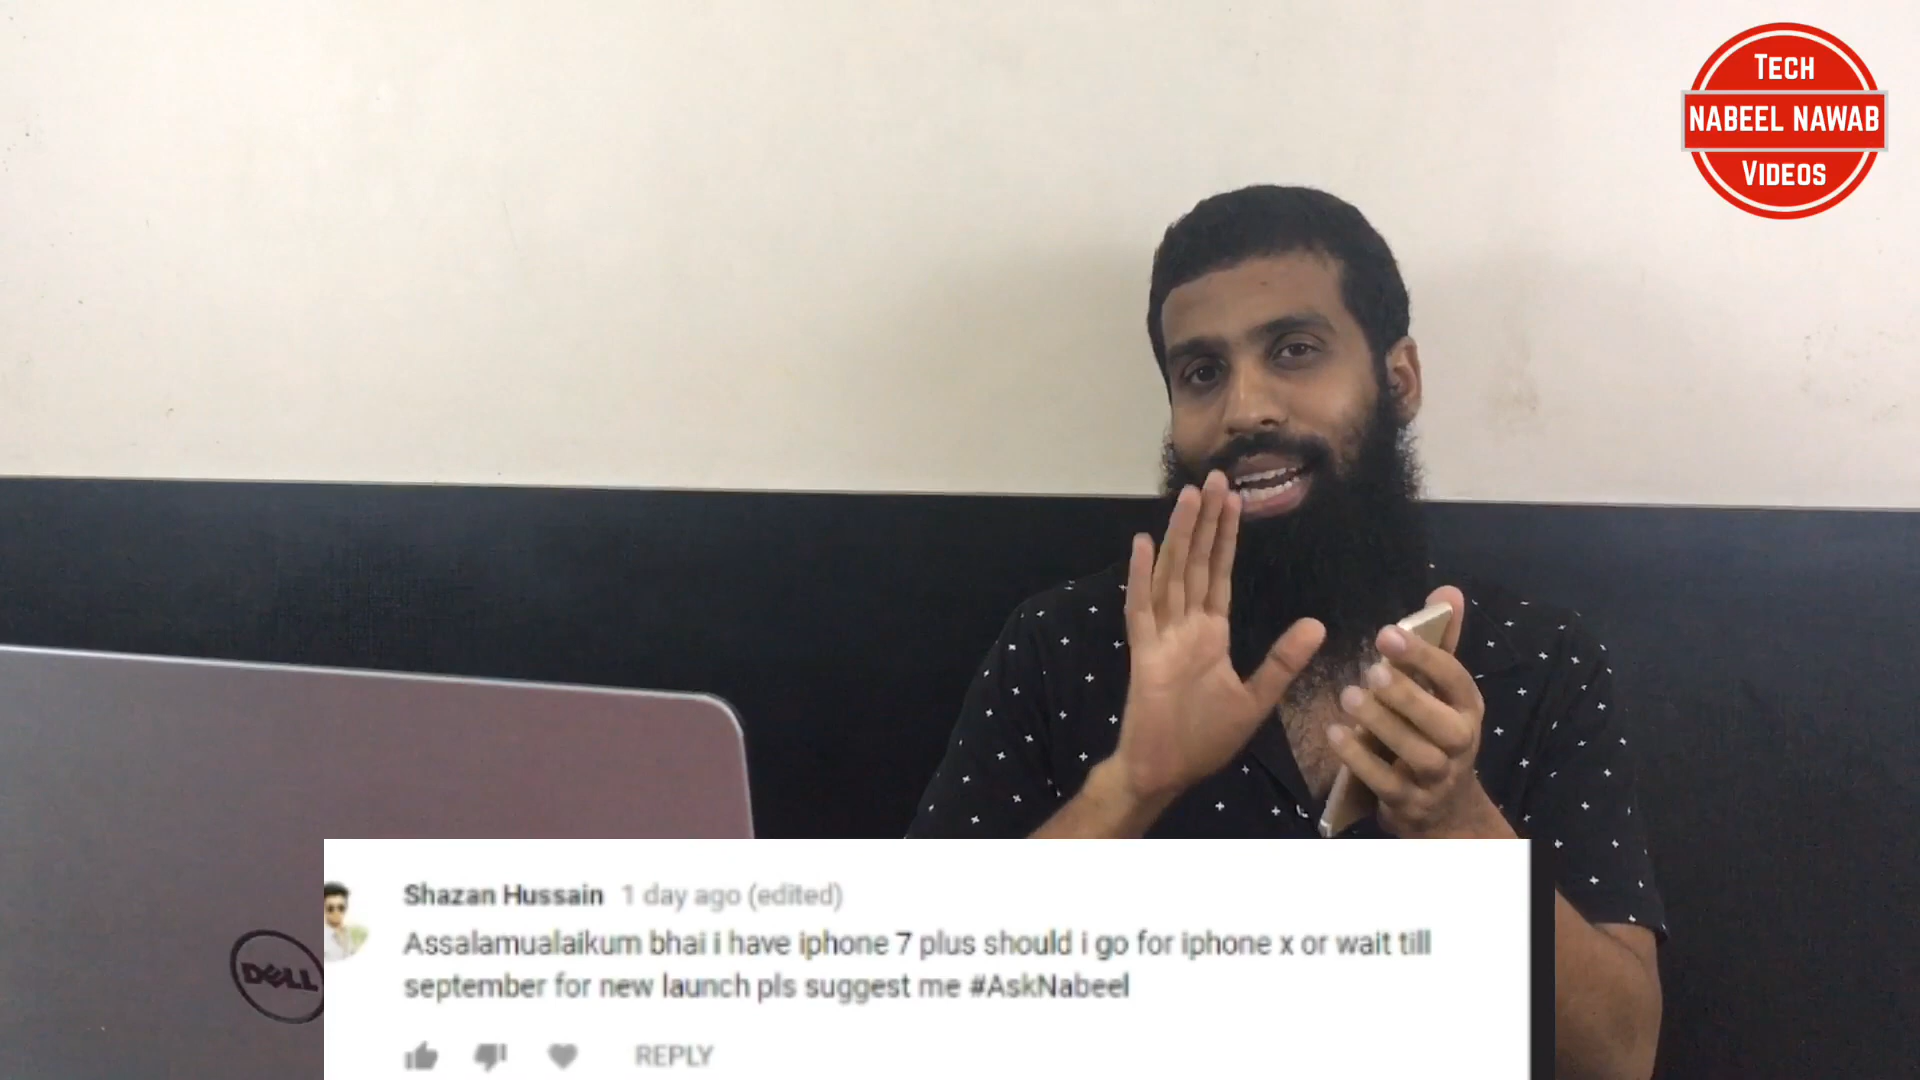 TECH
NABEEL NAWAB
VIDEOS
DELL
Shazan Hussain 1 day ago (edited)
Assalamualaikum bhai i have iphone 7 plus should i go for iphone x or wait till
september for new launch pls suggest me #AskNabeel
REPLY